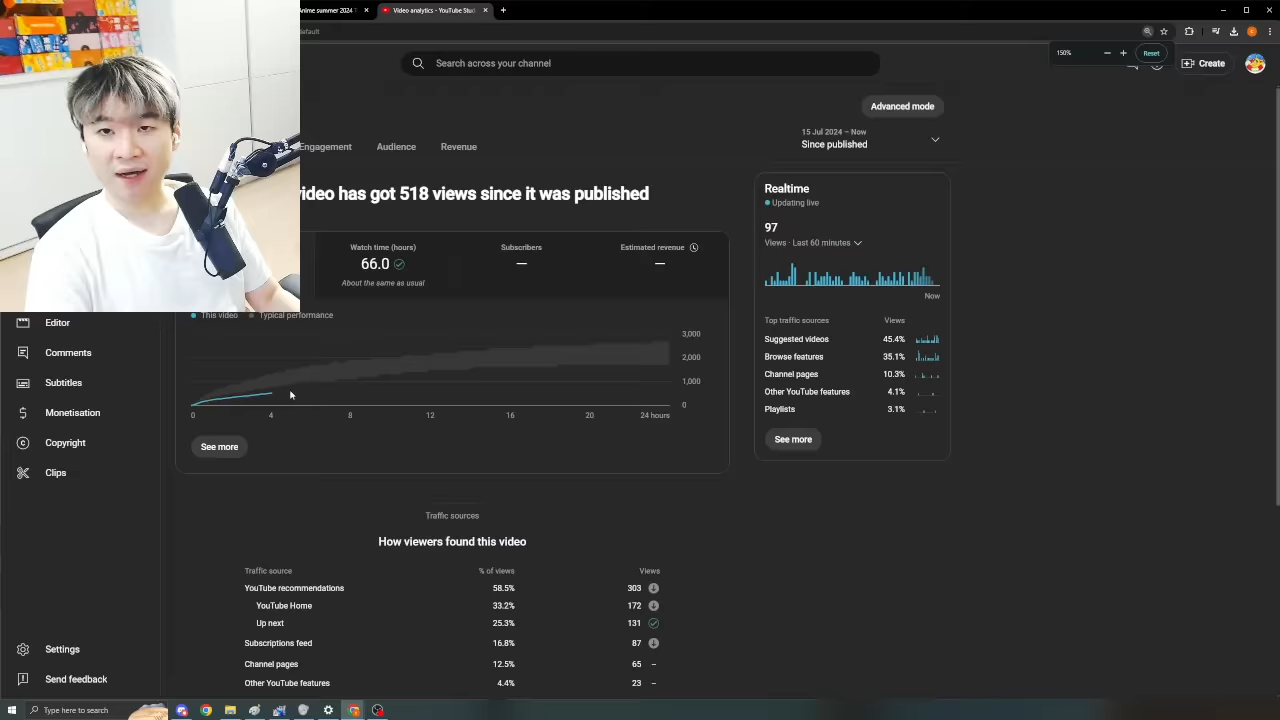 Anime summer 2024
Video analytics - YouTube Stud
default
150%
Reset
Search across your channel
Create
Advanced mode
15 Jul 2024 – Now
Since published
Engagement
Audience
Revenue
video has got 518 views since it was published
Watch time (hours)
66.0
About the same as usual
Subscribers
—
Estimated revenue
—
This video
Typical performance
3,000
2,000
1,000
0
0
4
8
12
16
20
24 hours
See more
Realtime
Updating live
97
Views · Last 60 minutes
Now
Top traffic sources
Views
Suggested videos
45.4%
Browse features
35.1%
Channel pages
10.3%
Other YouTube features
4.1%
Playlists
3.1%
See more
Editor
Comments
Subtitles
Monetisation
Copyright
Clips
Settings
Send feedback
Traffic sources
How viewers found this video
Traffic source
% of views
Views
YouTube recommendations
58.5%
303
YouTube Home
33.2%
172
Up next
25.3%
131
Subscriptions feed
16.8%
87
Channel pages
12.5%
65
–
Other YouTube features
4.4%
23
–
Type here to search